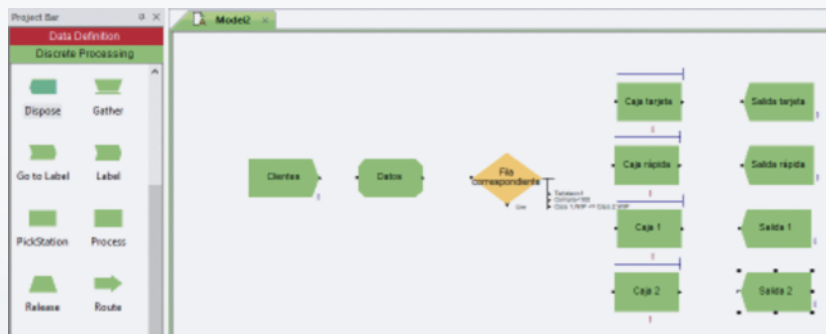 Project Bar
Data Definition
Discrete Processing
Dispose
Gather
Go to Label
Label
PickStation
Process
Release
Route
Model2
Clientes
Datos
Fila
correspondiente
Else
Caja tarjeta
Caja rápida
Caja 1
Caja 2
Salida tarjeta
Salida rápida
Salida 1
Salida 2